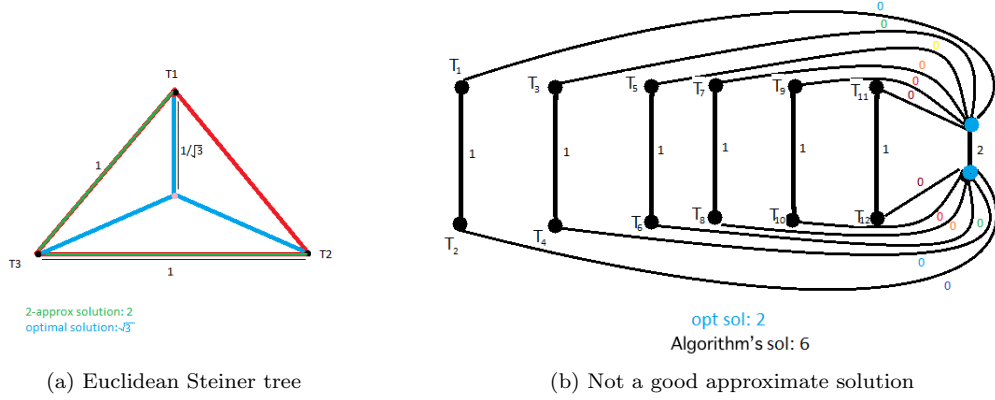 T1
1
1/√3
T3
T2
1
2-approx solution: 2
optimal solution:√3
(a) Euclidean Steiner tree
0
0
0
0
0
0
T1
T3
T5
T7
T9
T11
1
1
1
1
1
1
2
T2
T4
T6
T8
T10
T12
0
0
0
0
0
0
opt sol: 2
Algorithm's sol: 6
(b) Not a good approximate solution